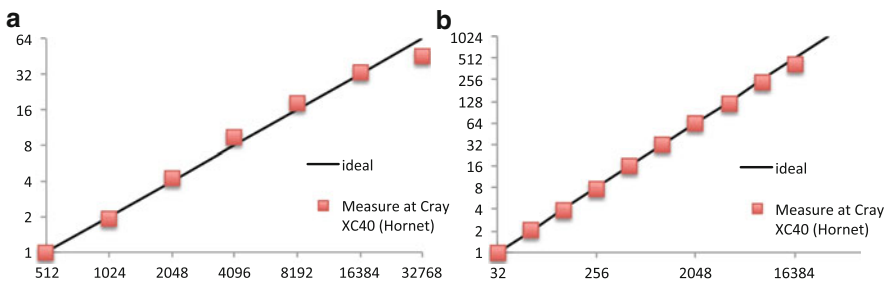 a
64
32
16
8
4
2
1
512 1024 2048 4096 8192 16384 32768
ideal
Measure at Cray
XC40 (Hornet)
b
1024
512
256
128
64
32
16
8
4
2
1
32 256 2048 16384
ideal
Measure at Cray
XC40 (Hornet)